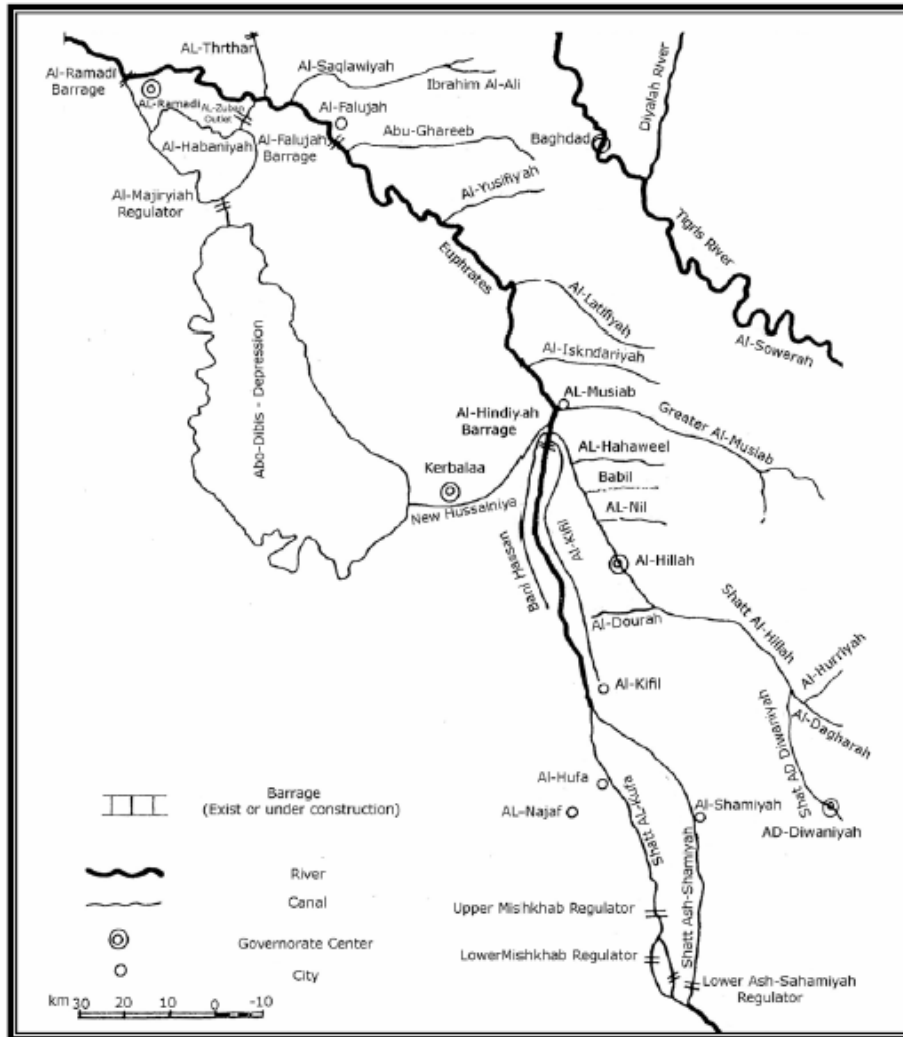 AL-Thrthar
Al-Saqlawiyah
Ibrahim Al-Ali
Al-Ramadi
Barrage
AL-Ramadi
AL-Zuban
Outlet
Al-Falujah
Abu-Ghareeb
Al-Habaniyah
Al-Falujah
Barrage
Baghdad
Diyalah River
Al-Majiryiah
Regulator
Al-Yusifiyah
Tigris River
Euphrates
Al-Latifiyah
Al-Sowerah
Al-Iskndariyah
Abo-Dibis - Depression
AL-Musiab
Greater Al-Musiab
Al-Hindiyah
Barrage
AL-Hahaweel
Kerbalaa
Babil
New Hussainiya
AL-Nil
Bani Hassan
Al-Kifil
Al-Hillah
Al-Dourah
Shatt Al-Hillah
Al-Hurriyah
Al-Kifil
Al-Dagharah
Shat AD Diwaniyah
Al-Hufa
AL-Najaf
Shatt AL-Kufa
Al-Shamiyah
AD-Diwaniyah
Shatt Ash-Shamiyah
Barrage
(Exist or under construction)
River
Canal
Governorate Center
City
Upper Mishkhab Regulator
LowerMishkhab Regulator
Lower Ash-Sahamiyah
Regulator
km 30 20 10 0 -10